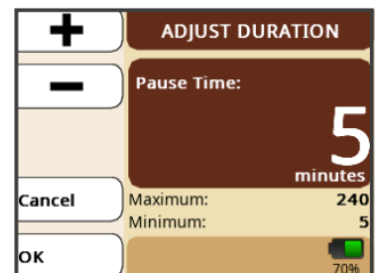 +
ADJUST DURATION
−
Pause Time:
5
minutes
Cancel
Maximum: 240
Minimum: 5
OK
70%